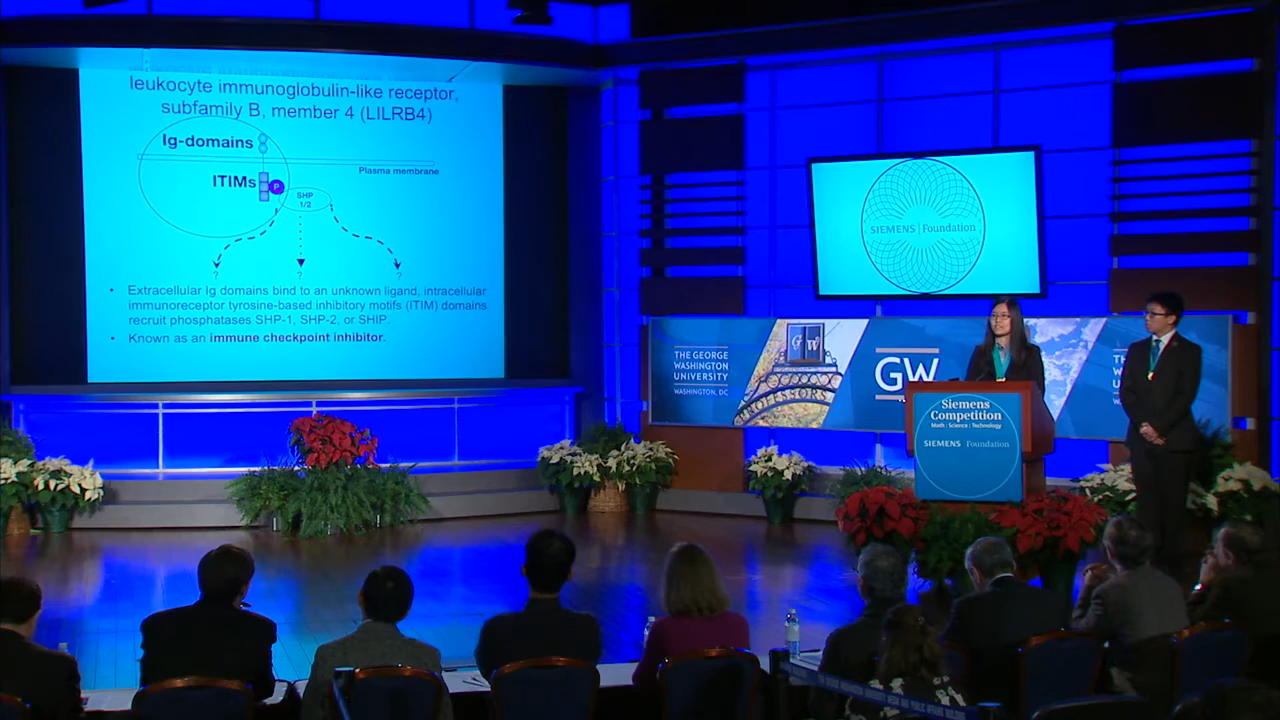 leukocyte immunoglobulin-like receptor,
subfamily B, member 4 (LILRB4)
Ig-domains
Plasma membrane
ITIMs
P
SHP
1/2
?
?
?
• Extracellular Ig domains bind to an unknown ligand, intracellular
immunoreceptor tyrosine-based inhibitory motifs (ITIM) domains
recruit phosphatases SHP-1, SHP-2, or SHIP.
• Known as an immune checkpoint inhibitor.
SIEMENS | Foundation
THE GEORGE
WASHINGTON
UNIVERSITY
WASHINGTON, DC
G W
PROFESSORS
GW
Siemens
Competition
Math | Science | Technology
SIEMENS Foundation